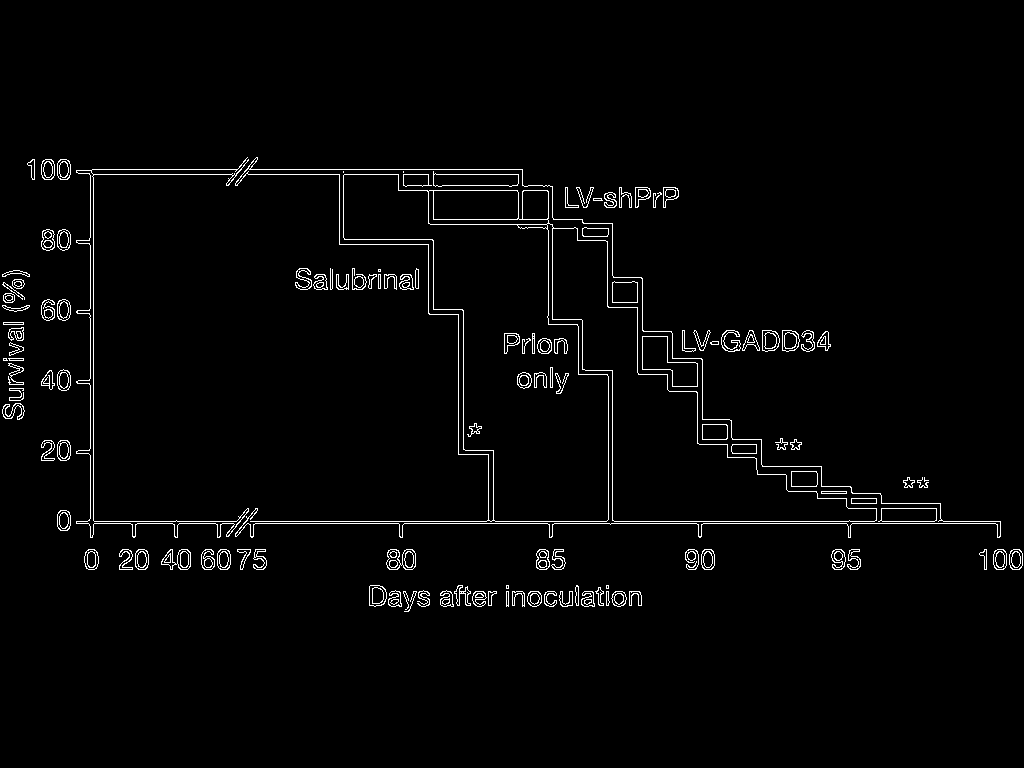 100
LV-shPrP
80
Salubrinal
Survival (%)
60
LV-GADD34
Prion
only
40
*
20
**
**
0
0 20 40 60 75 80 85 90 95 100
Days after inoculation